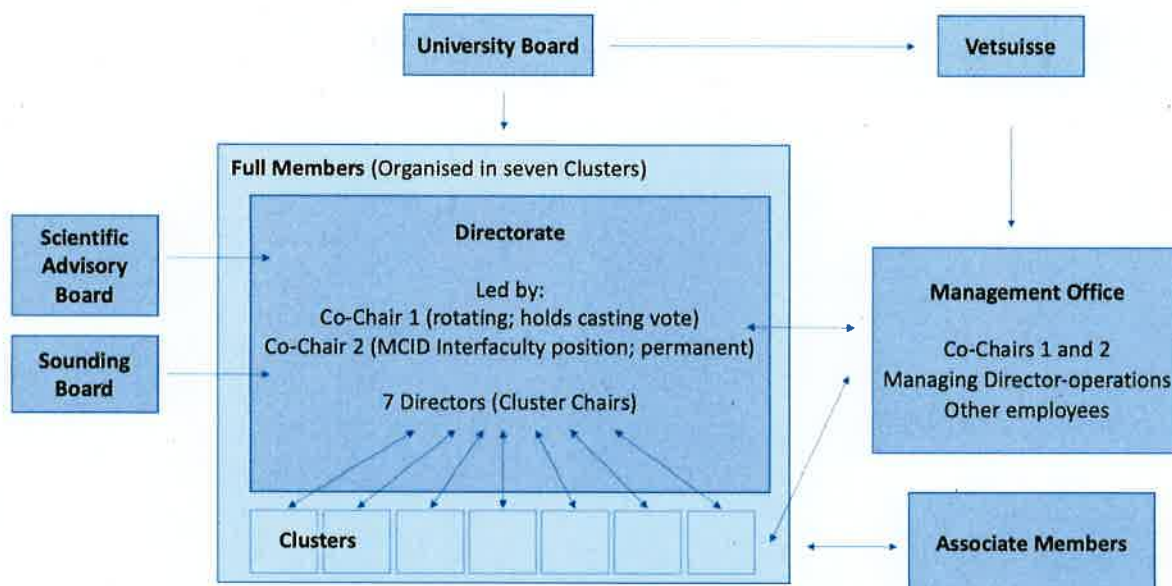 University Board
Vetsuisse
Full Members (Organised in seven Clusters)
Scientific
Advisory
Board
Sounding
Board
Directorate
Led by:
Co-Chair 1 (rotating; holds casting vote)
Co-Chair 2 (MCID Interfaculty position; permanent)
7 Directors (Cluster Chairs)
Clusters
Management Office
Co-Chairs 1 and 2
Managing Director-operations
Other employees
Associate Members